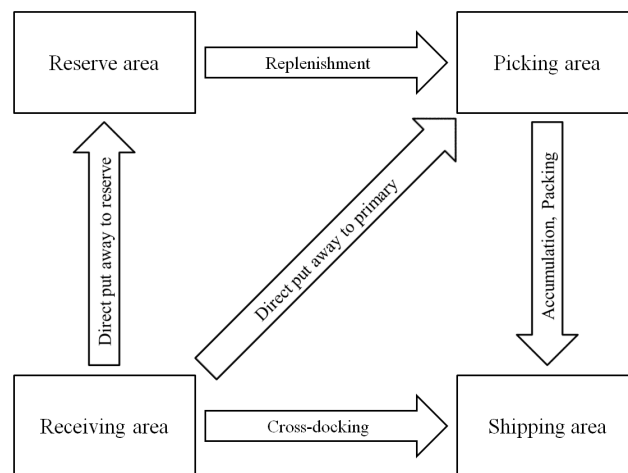 Reserve area
Replenishment
Picking area
Direct put away to reserve
Direct put away to primary
Accumulation, Packing
Receiving area
Cross-docking
Shipping area